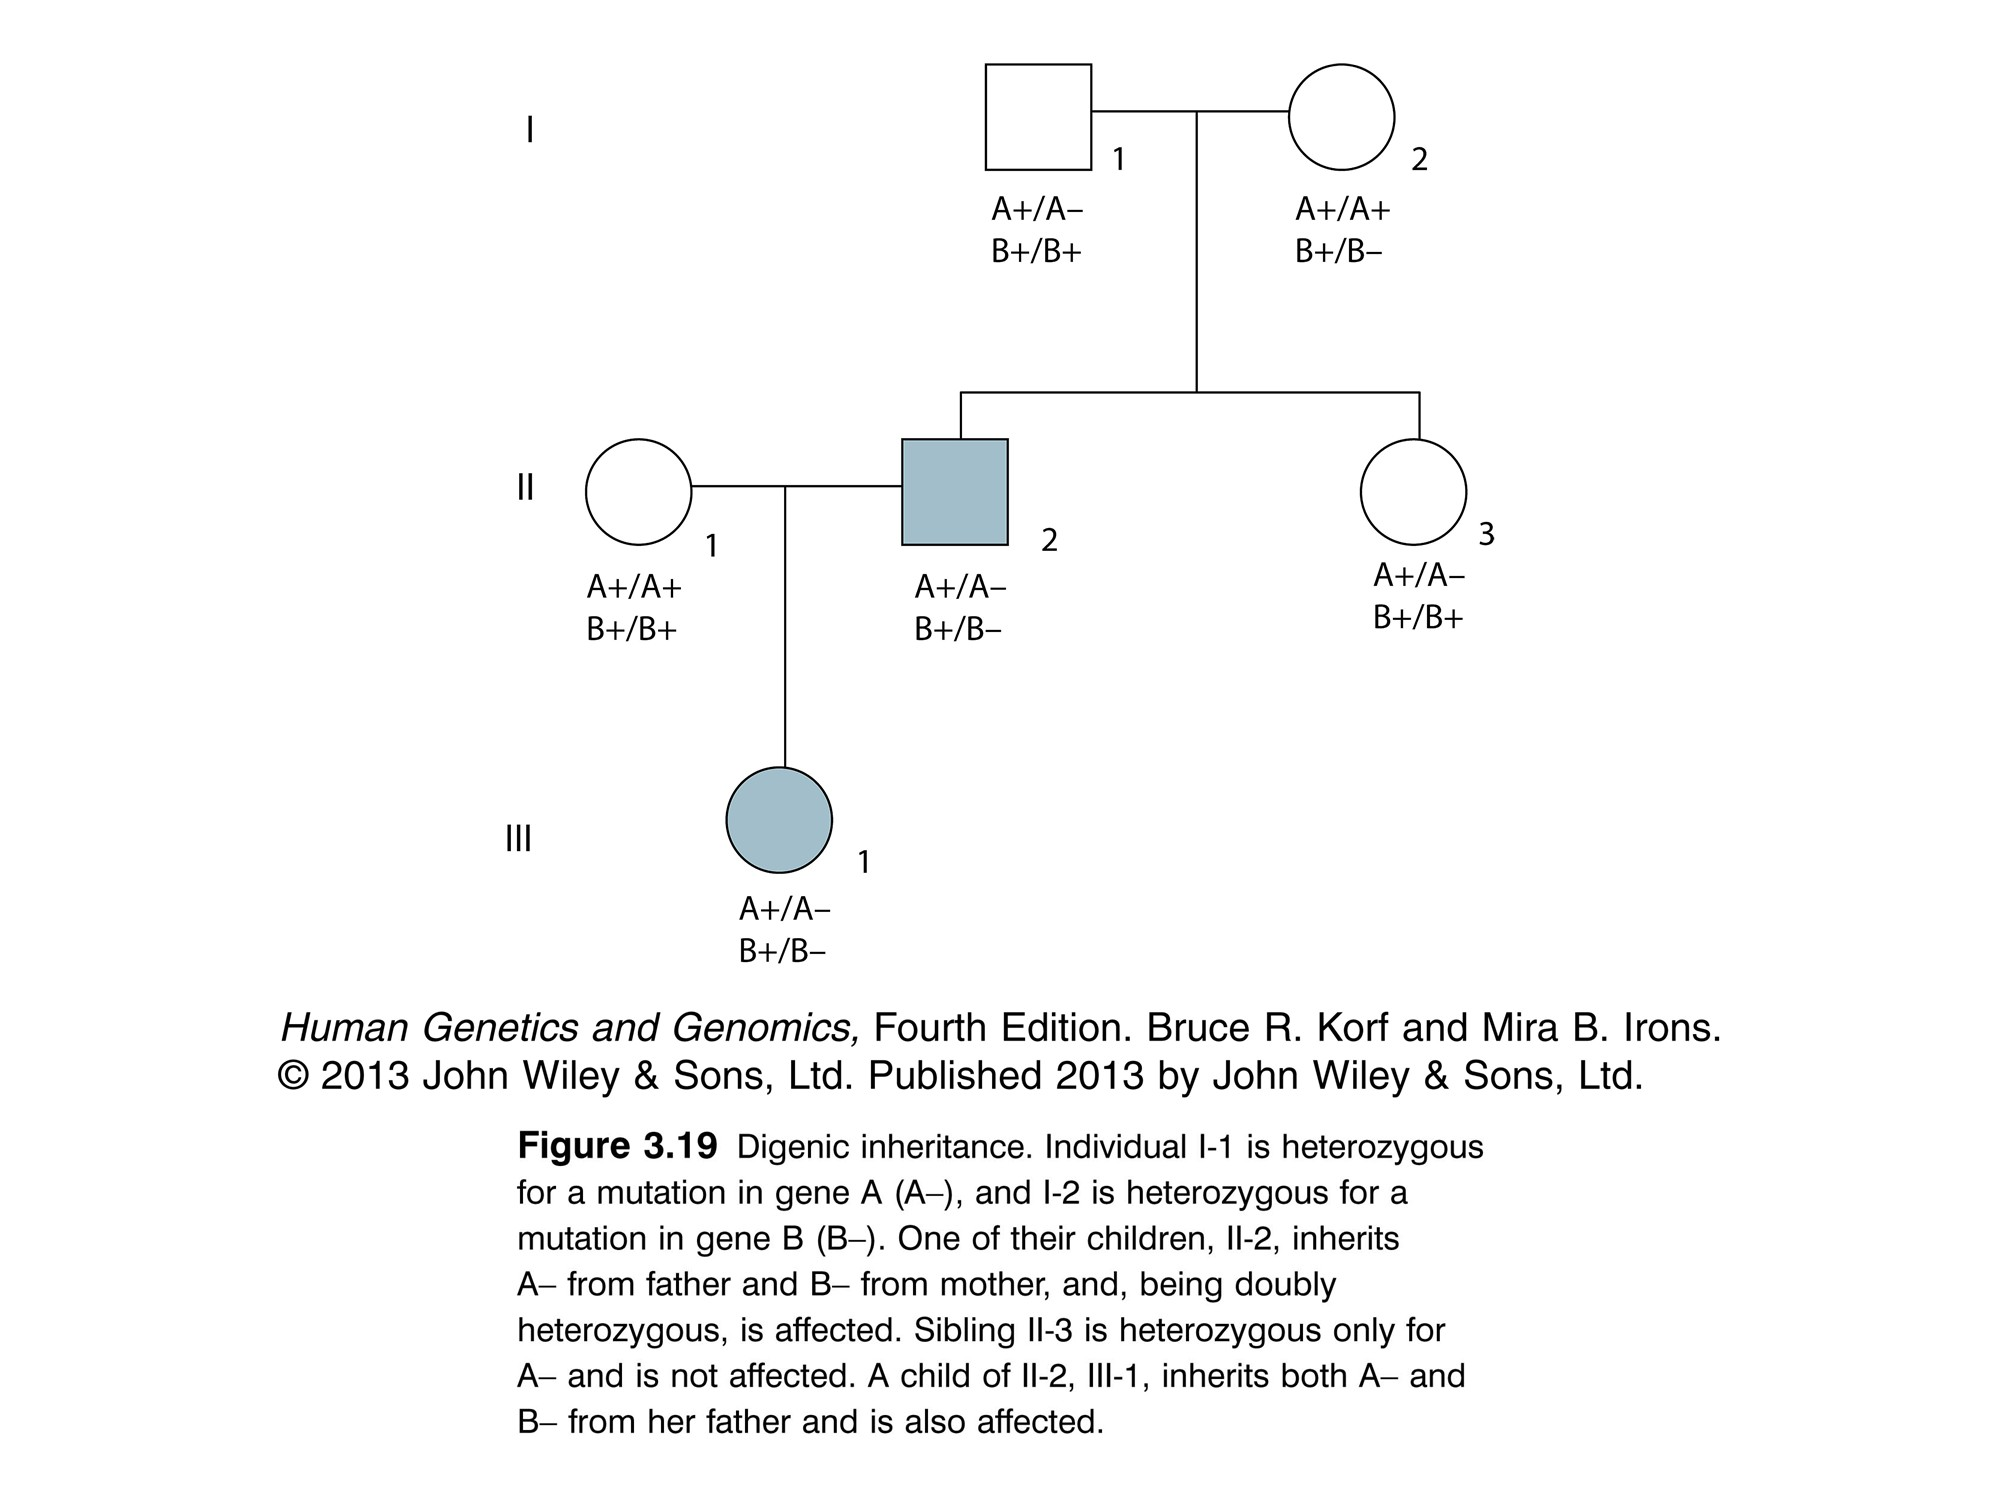 I
1
2
A+/A–
B+/B+
A+/A+
B+/B–
II
1
2
3
A+/A+
B+/B+
A+/A–
B+/B–
A+/A–
B+/B+
III
1
A+/A–
B+/B–
Human Genetics and Genomics, Fourth Edition. Bruce R. Korf and Mira B. Irons.
© 2013 John Wiley & Sons, Ltd. Published 2013 by John Wiley & Sons, Ltd.
Figure 3.19 Digenic inheritance. Individual I-1 is heterozygous
for a mutation in gene A (A–), and I-2 is heterozygous for a
mutation in gene B (B–). One of their children, II-2, inherits
A– from father and B– from mother, and, being doubly
heterozygous, is affected. Sibling II-3 is heterozygous only for
A– and is not affected. A child of II-2, III-1, inherits both A– and
B– from her father and is also affected.